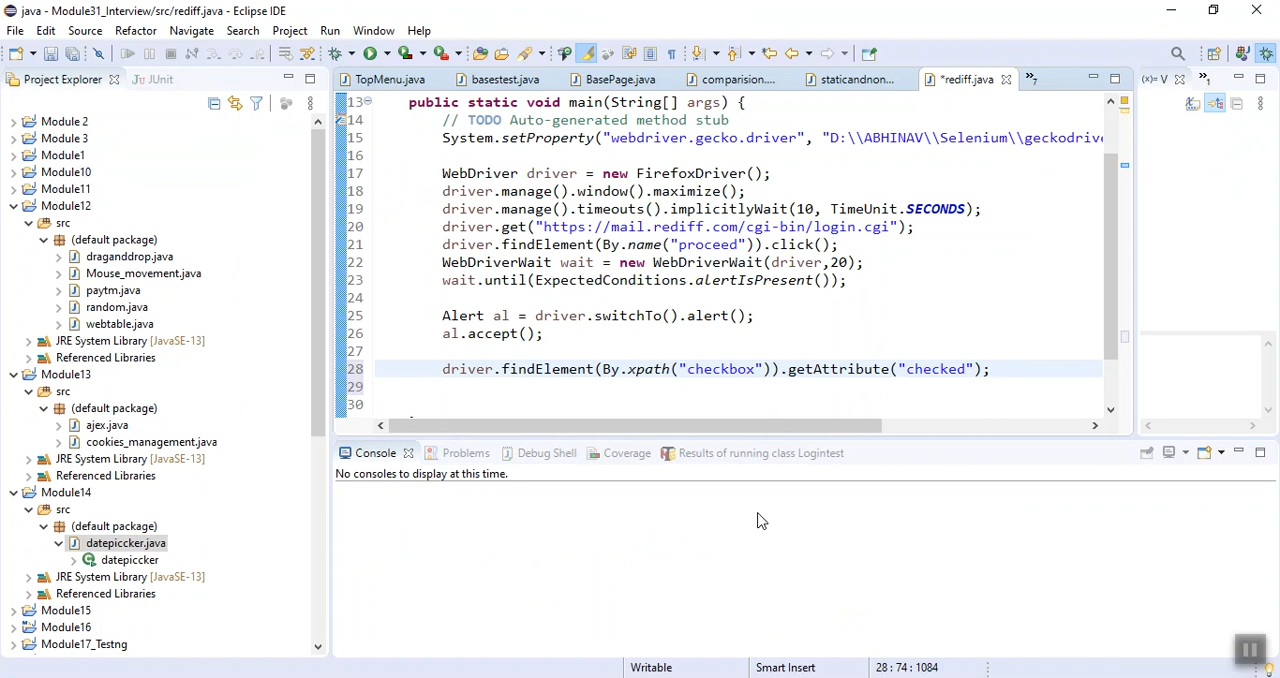 java - Module31_Interview/src/rediff.java - Eclipse IDE
File Edit Source Refactor Navigate Search Project Run Window Help
Project Explorer JUnit
TopMenu.java basestest.java BasePage.java comparision.... staticandnon... *rediff.java »7
(x)= V »1
Module 2
Module 3
Module1
Module10
Module11
Module12
src
(default package)
draganddrop.java
Mouse_movement.java
paytm.java
random.java
webtable.java
JRE System Library [JavaSE-13]
Referenced Libraries
Module13
src
(default package)
ajex.java
cookies_management.java
JRE System Library [JavaSE-13]
Referenced Libraries
Module14
src
(default package)
datepiccker.java
datepiccker
JRE System Library [JavaSE-13]
Referenced Libraries
Module15
Module16
Module17_Testng
13 public static void main(String[] args) {
14 // TODO Auto-generated method stub
15 System.setProperty("webdriver.gecko.driver", "D:\\ABHINAV\\Selenium\\geckodrive
16
17 WebDriver driver = new FirefoxDriver();
18 driver.manage().window().maximize();
19 driver.manage().timeouts().implicitlyWait(10, TimeUnit.SECONDS);
20 driver.get("https://mail.rediff.com/cgi-bin/login.cgi");
21 driver.findElement(By.name("proceed")).click();
22 WebDriverWait wait = new WebDriverWait(driver,20);
23 wait.until(ExpectedConditions.alertIsPresent());
24
25 Alert al = driver.switchTo().alert();
26 al.accept();
27
28 driver.findElement(By.xpath("checkbox")).getAttribute("checked");
29
30
Console Problems Debug Shell Coverage Results of running class Logintest
No consoles to display at this time.
Writable Smart Insert 28 : 74 : 1084